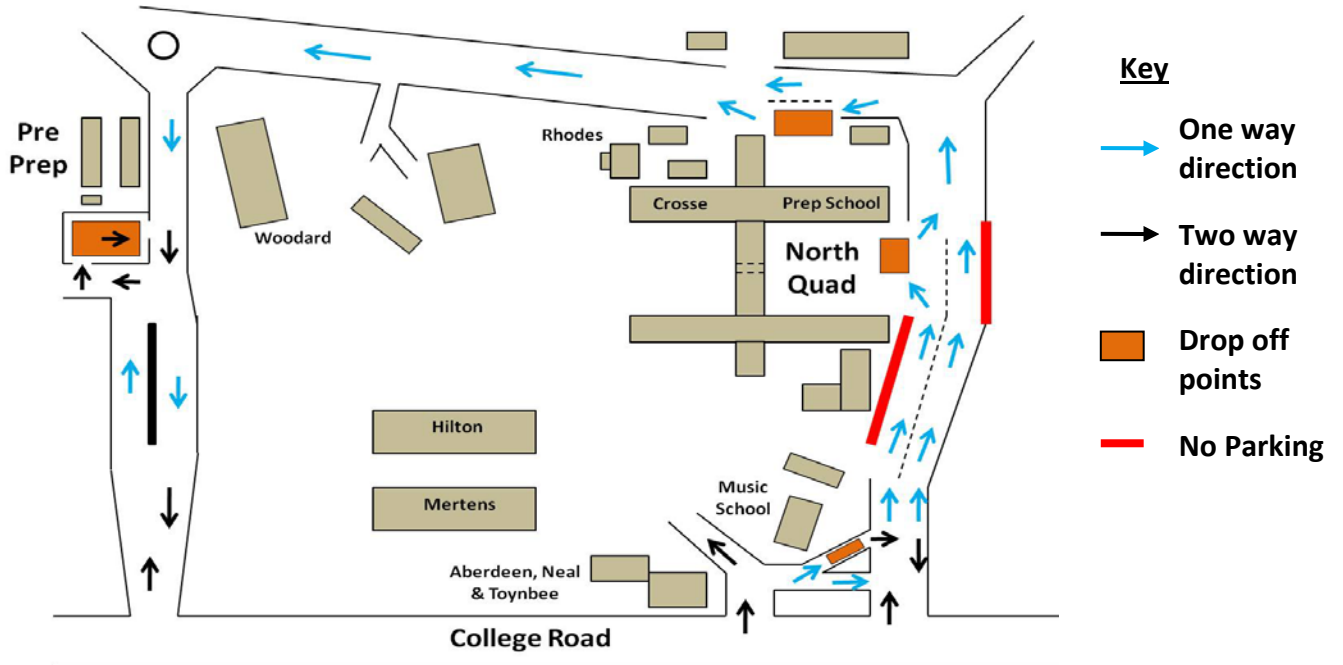 Pre
Prep
Woodard
Rhodes
Crosse
Prep School
North
Quad
Hilton
Mertens
Music
School
Aberdeen, Neal
& Toynbee
College Road
Key
One way
direction
Two way
direction
Drop off
points
No Parking